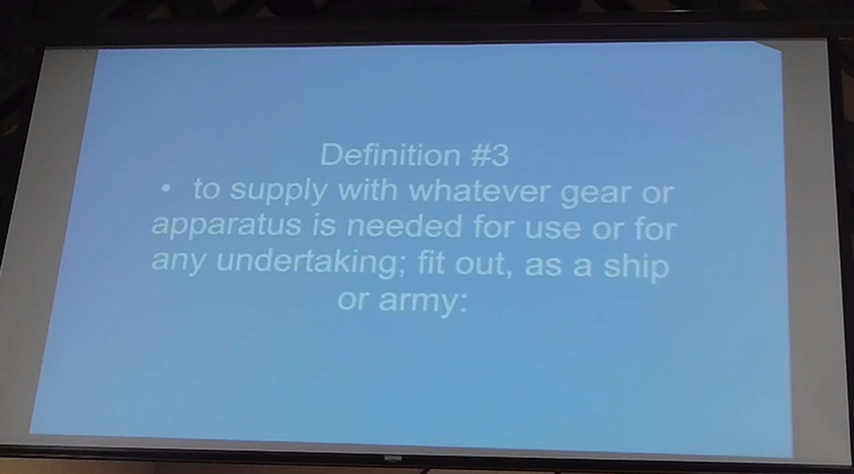 Definition #3
• to supply with whatever gear or
apparatus is needed for use or for
any undertaking; fit out, as a ship
or army: